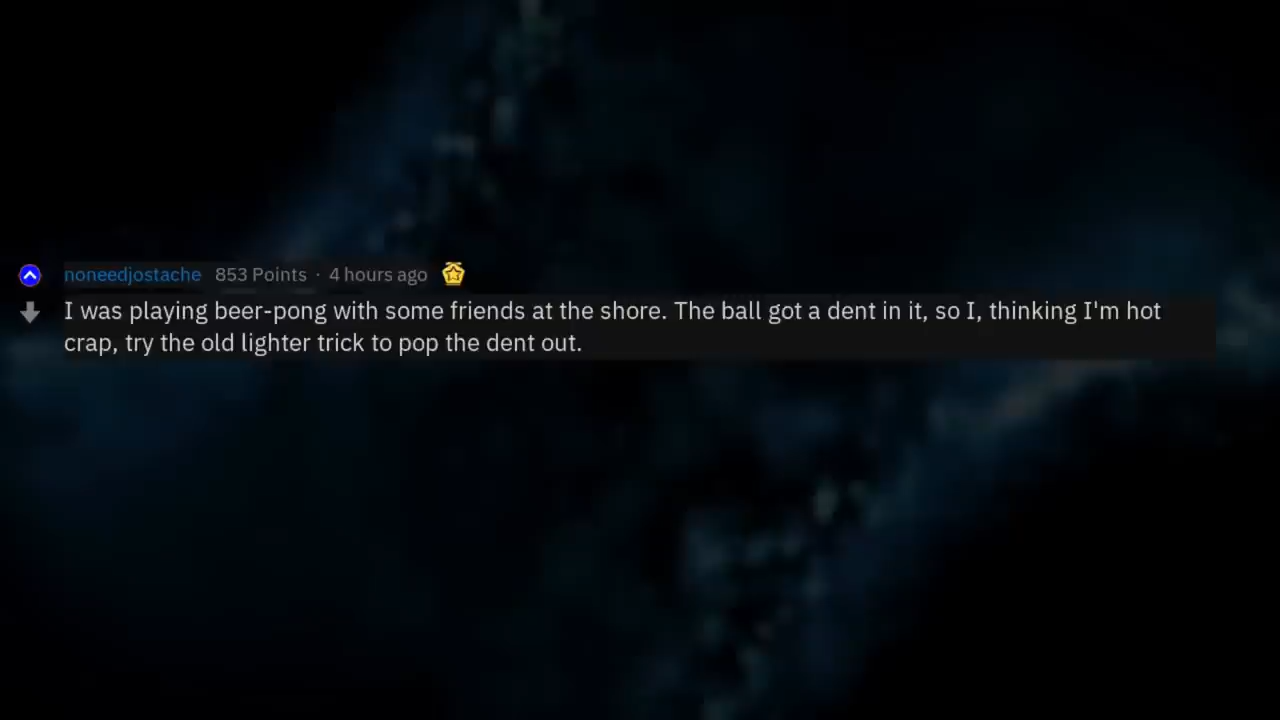 noneedjostache 853 Points · 4 hours ago
I was playing beer-pong with some friends at the shore. The ball got a dent in it, so I, thinking I'm hot
crap, try the old lighter trick to pop the dent out.